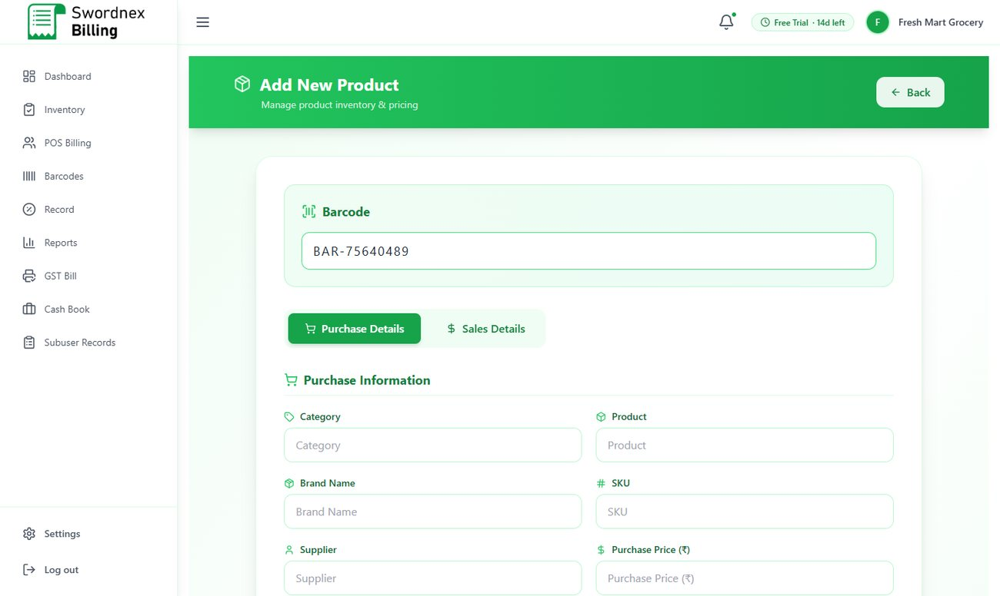 Swordnex
Billing
Free Trial · 14d left
F
Fresh Mart Grocery
Dashboard
Inventory
POS Billing
Barcodes
Record
Reports
GST Bill
Cash Book
Subuser Records
Settings
Log out
Add New Product
Manage product inventory & pricing
Back
Barcode
BAR-75640489
Purchase Details
Sales Details
Purchase Information
Category
Product
Category
Product
Brand Name
SKU
Brand Name
SKU
Supplier
Purchase Price (₹)
Supplier
Purchase Price (₹)